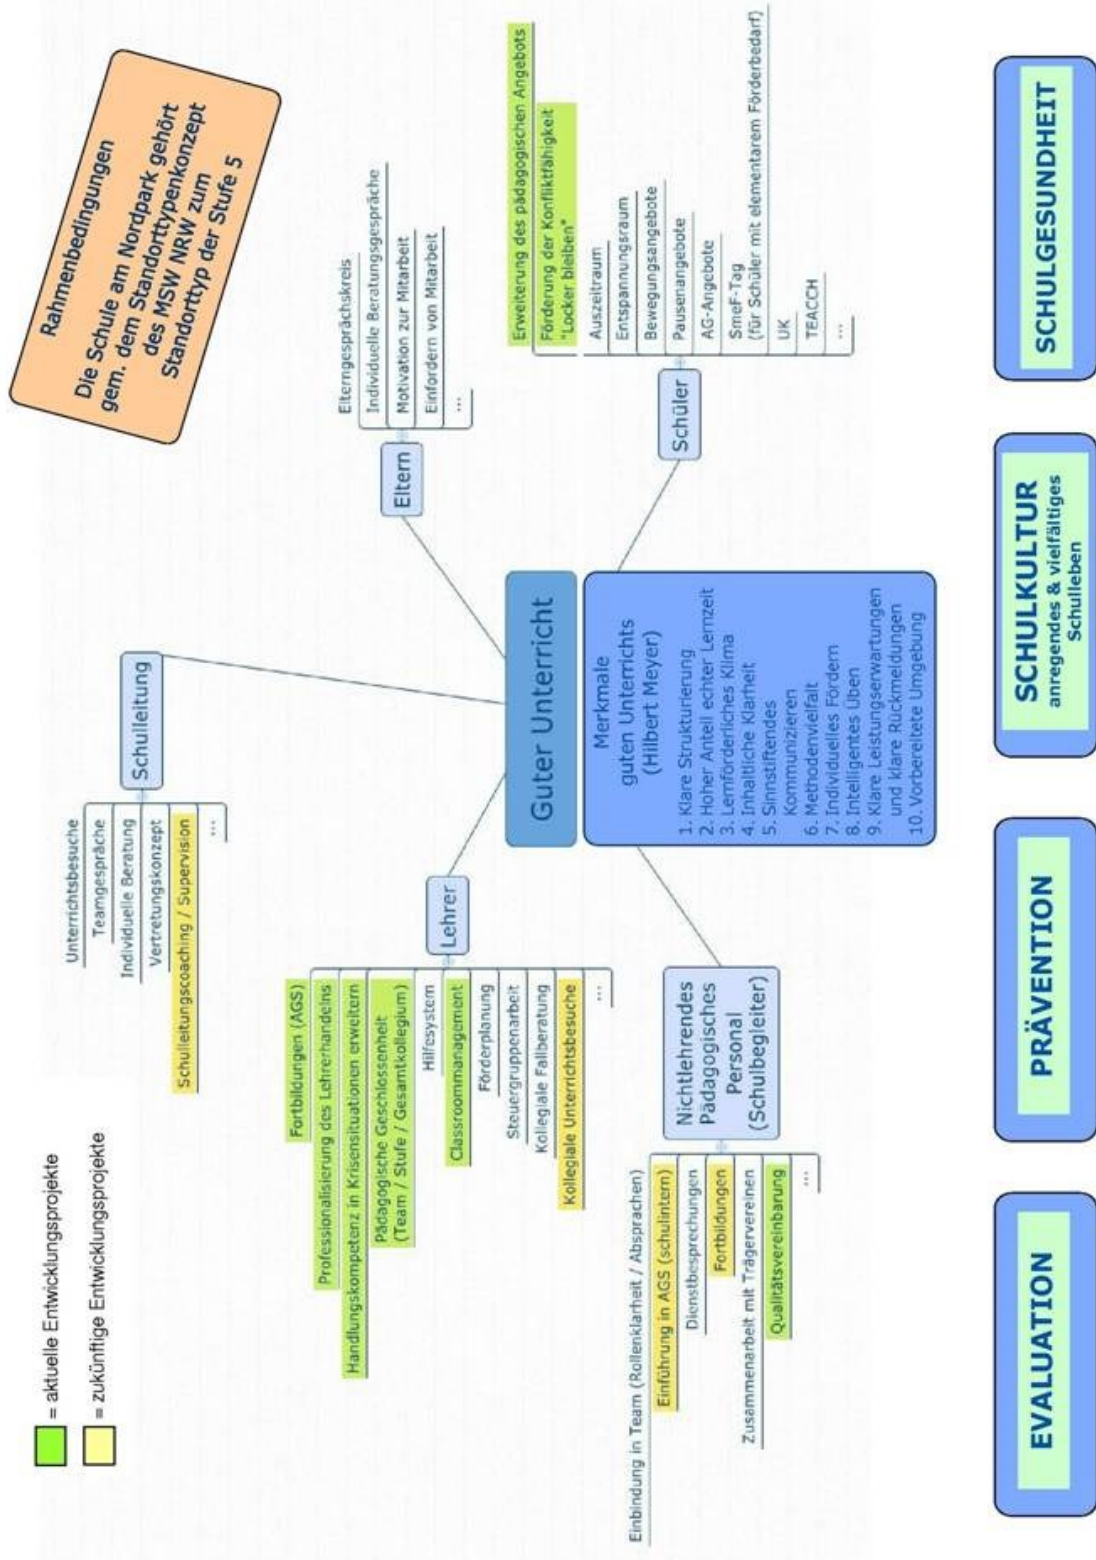 = aktuelle Entwicklungsprojekte
= zukünftige Entwicklungsprojekte
Rahmenbedingungen
Die Schule am Nordpark gehört
gem. dem Standorttypenkonzept
des MSW NRW zum
Standorttyp der Stufe 5
Unterrichtsbesuche
Teamgespräche
Individuelle Beratung
Vertretungskonzept
Schulleitungscoaching / Supervision
...
Schulleitung
Fortbildungen (AGS)
Professionalisierung des Lehrerhandelns
Handlungskompetenz in Krisensituationen erweitern
Pädagogische Geschlossenheit
(Team / Stufe / Gesamtkollegium)
Hilfesystem
Classroommanagement
Förderplanung
Steuergruppenarbeit
Kollegiale Fallberatung
Kollegiale Unterrichtsbesuche
...
Lehrer
Elterngesprächskreis
Individuelle Beratungsgespräche
Motivation zur Mitarbeit
Einfordern von Mitarbeit
...
Eltern
Guter Unterricht
Merkmale
guten Unterrichts
(Hilbert Meyer)
1. Klare Strukturierung
2. Hoher Anteil echter Lernzeit
3. Lernförderliches Klima
4. Inhaltliche Klarheit
5. Sinnstiftendes
Kommunizieren
6. Methodenvielfalt
7. Individuelles Fördern
8. Intelligentes Üben
9. Klare Leistungserwartungen
und klare Rückmeldungen
10. Vorbereitete Umgebung
Einbindung in Team (Rollenklarheit / Absprachen)
Einführung in AGS (schulintern)
Dienstbesprechungen
Fortbildungen
Zusammenarbeit mit Trägervereinen
Qualitätsvereinbarung
...
Nichtlehrendes
Pädagogisches
Personal
(Schulbegleiter)
Erweiterung des pädagogischen Angebots
Förderung der Konfliktfähigkeit
"Locker bleiben"
Auszeitraum
Entspannungsraum
Bewegungsangebote
Pausenangebote
AG-Angebote
SmeF-Tag
(für Schüler mit elementarem Förderbedarf)
UK
TEACCH
...
Schüler
EVALUATION
PRÄVENTION
SCHULKULTUR
anregendes & vielfältiges
Schulleben
SCHULGESUNDHEIT